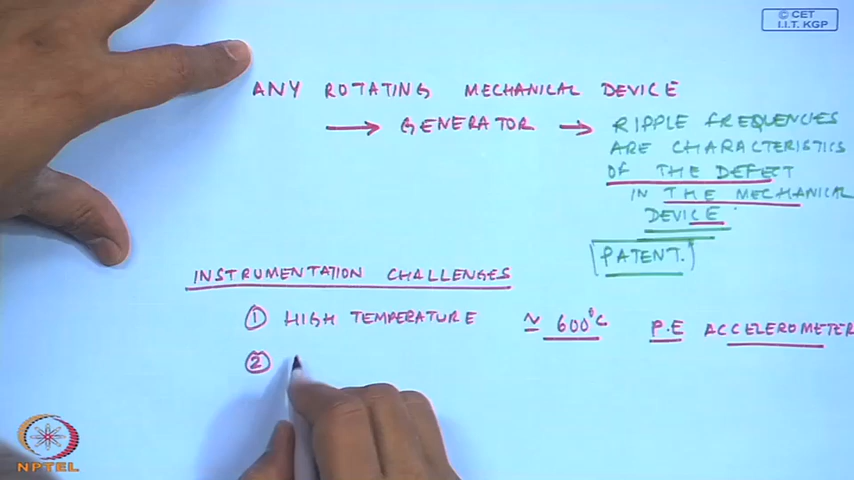 © CET
I.I.T. KGP
ANY ROTATING MECHANICAL DEVICE
→ GENERATOR → RIPPLE FREQUENCIES
ARE CHARACTERISTICS
OF THE DEFECT
IN THE MECHANICAL
DEVICE.
[PATENT.]
INSTRUMENTATION CHALLENGES
① HIGH TEMPERATURE ≃ 600°C P.E ACCELEROMETER
②
NPTEL